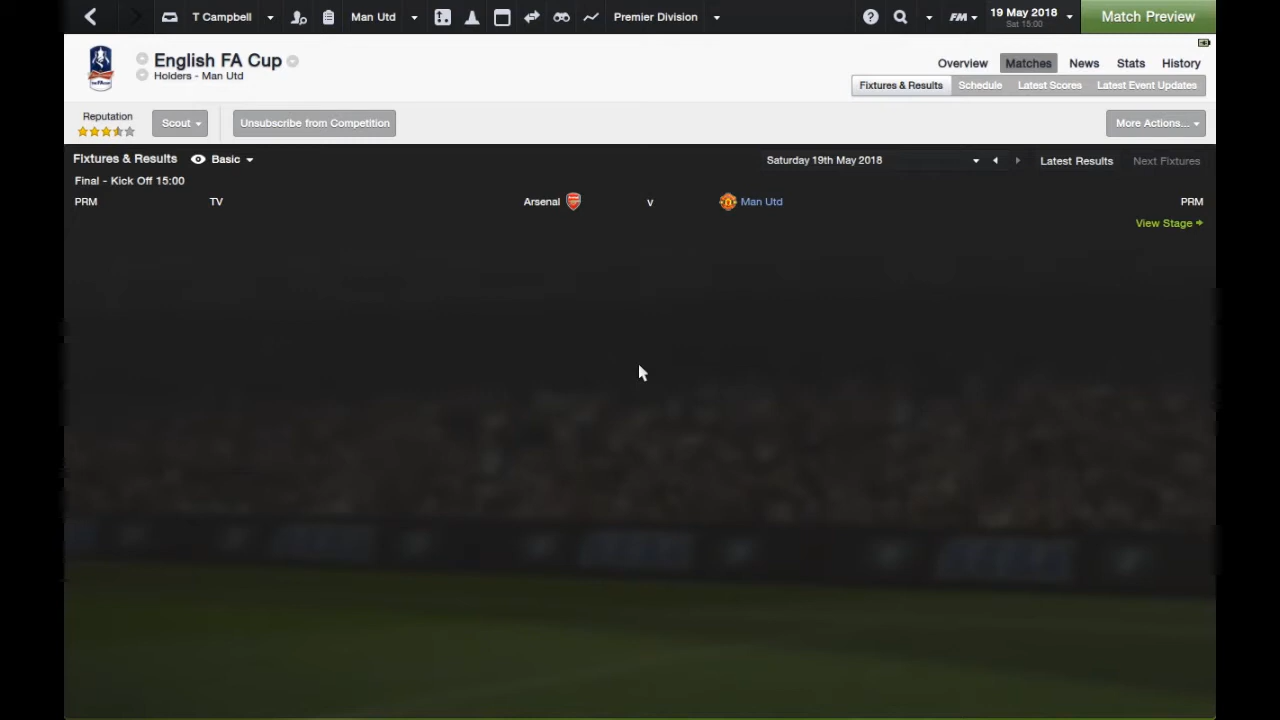 T Campbell Man Utd Premier Division FM 19 May 2018 Sat 15:00 Match Preview
English FA Cup
Holders - Man Utd
Overview Matches News Stats History
Fixtures & Results Schedule Latest Scores Latest Event Updates
Reputation
Scout Unsubscribe from Competition More Actions...
Fixtures & Results Basic Saturday 19th May 2018 Latest Results Next Fixtures
Final - Kick Off 15:00
PRM TV Arsenal v Man Utd PRM
View Stage